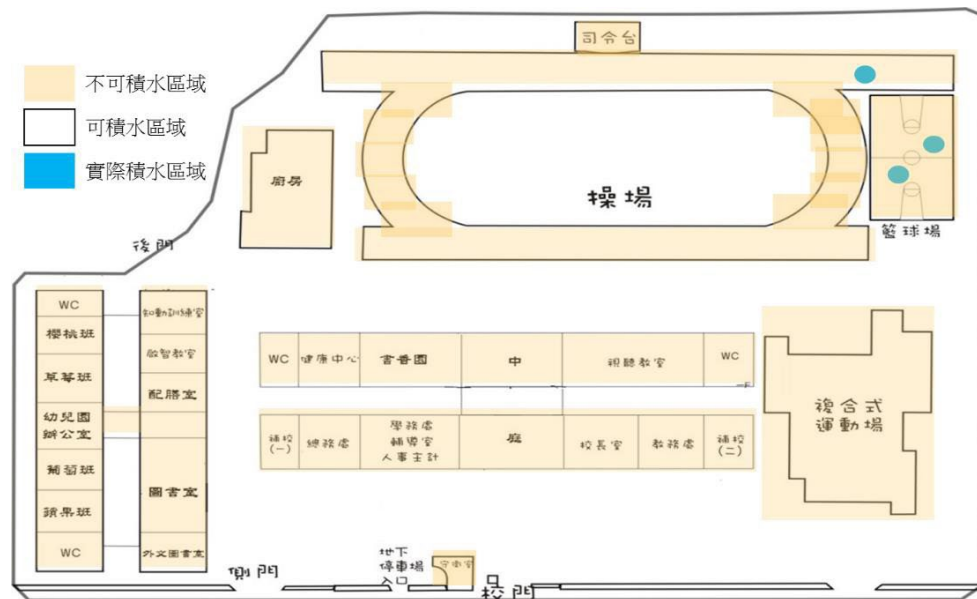 司令台
不可積水區域
可積水區域
實際積水區域
廚房
操場
籃球場
後門
WC
櫻桃班
草莓班
幼兒園
辦公室
葡萄班
蘋果班
WC
知動訓練室
啟智教室
配膳室
圖書室
外文圖書室
WC
健康中心
書香園
中
視聽教室
WC
補校
(一)
總務處
學務處
輔導室
人事主計
庭
校長室
教務處
補校
(二)
複合式
運動場
側門
地下
停車場
入口
守衛室
校門